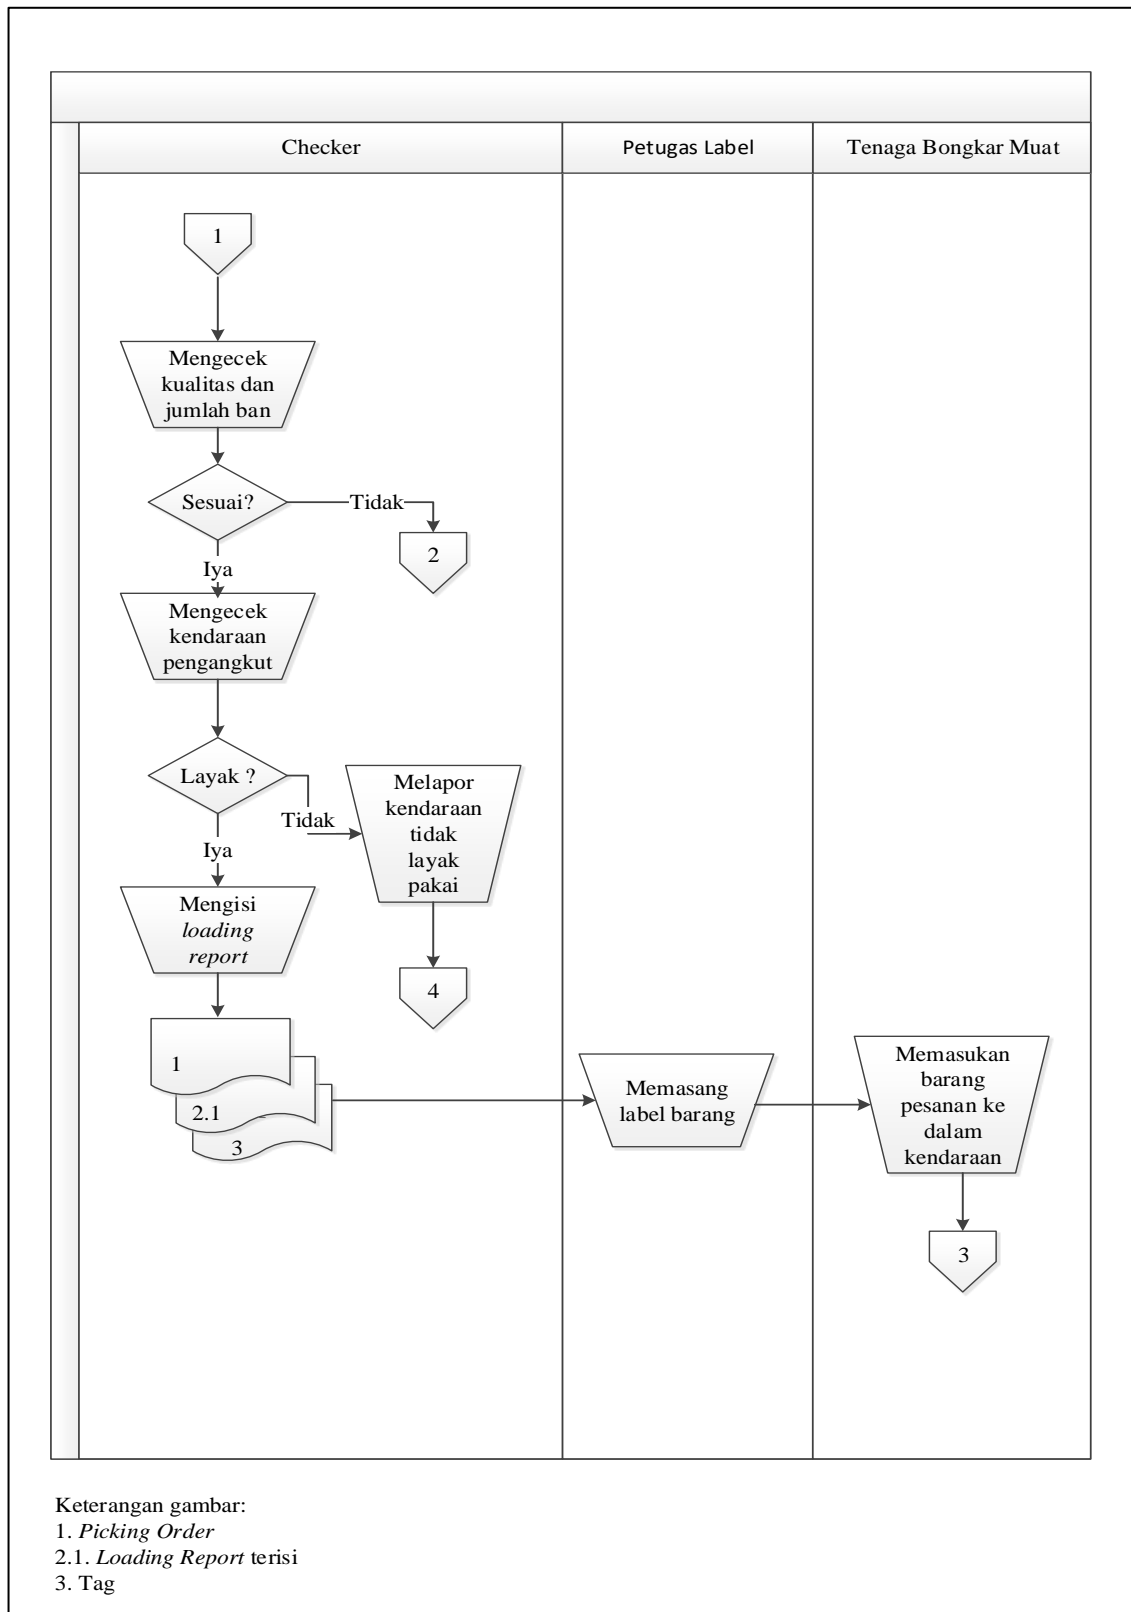 Checker
Petugas Label
Tenaga Bongkar Muat
1
Mengecek
kualitas dan
jumlah ban
Sesuai?
Tidak
2
Iya
Mengecek
kendaraan
pengangkut
Layak ?
Tidak
Melapor
kendaraan
tidak
layak
pakai
Iya
Mengisi
loading
report
4
1
2.1
3
Memasang
label barang
Memasukan
barang
pesanan ke
dalam
kendaraan
3
Keterangan gambar:
1. Picking Order
2.1. Loading Report terisi
3. Tag